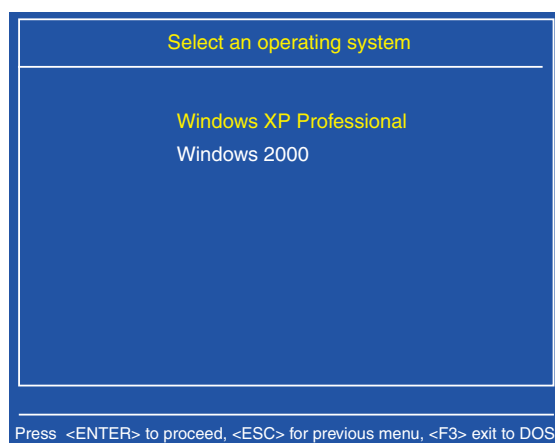 Select an operating system
Windows XP Professional
Windows 2000
Press <ENTER> to proceed, <ESC> for previous menu, <F3> exit to DOS